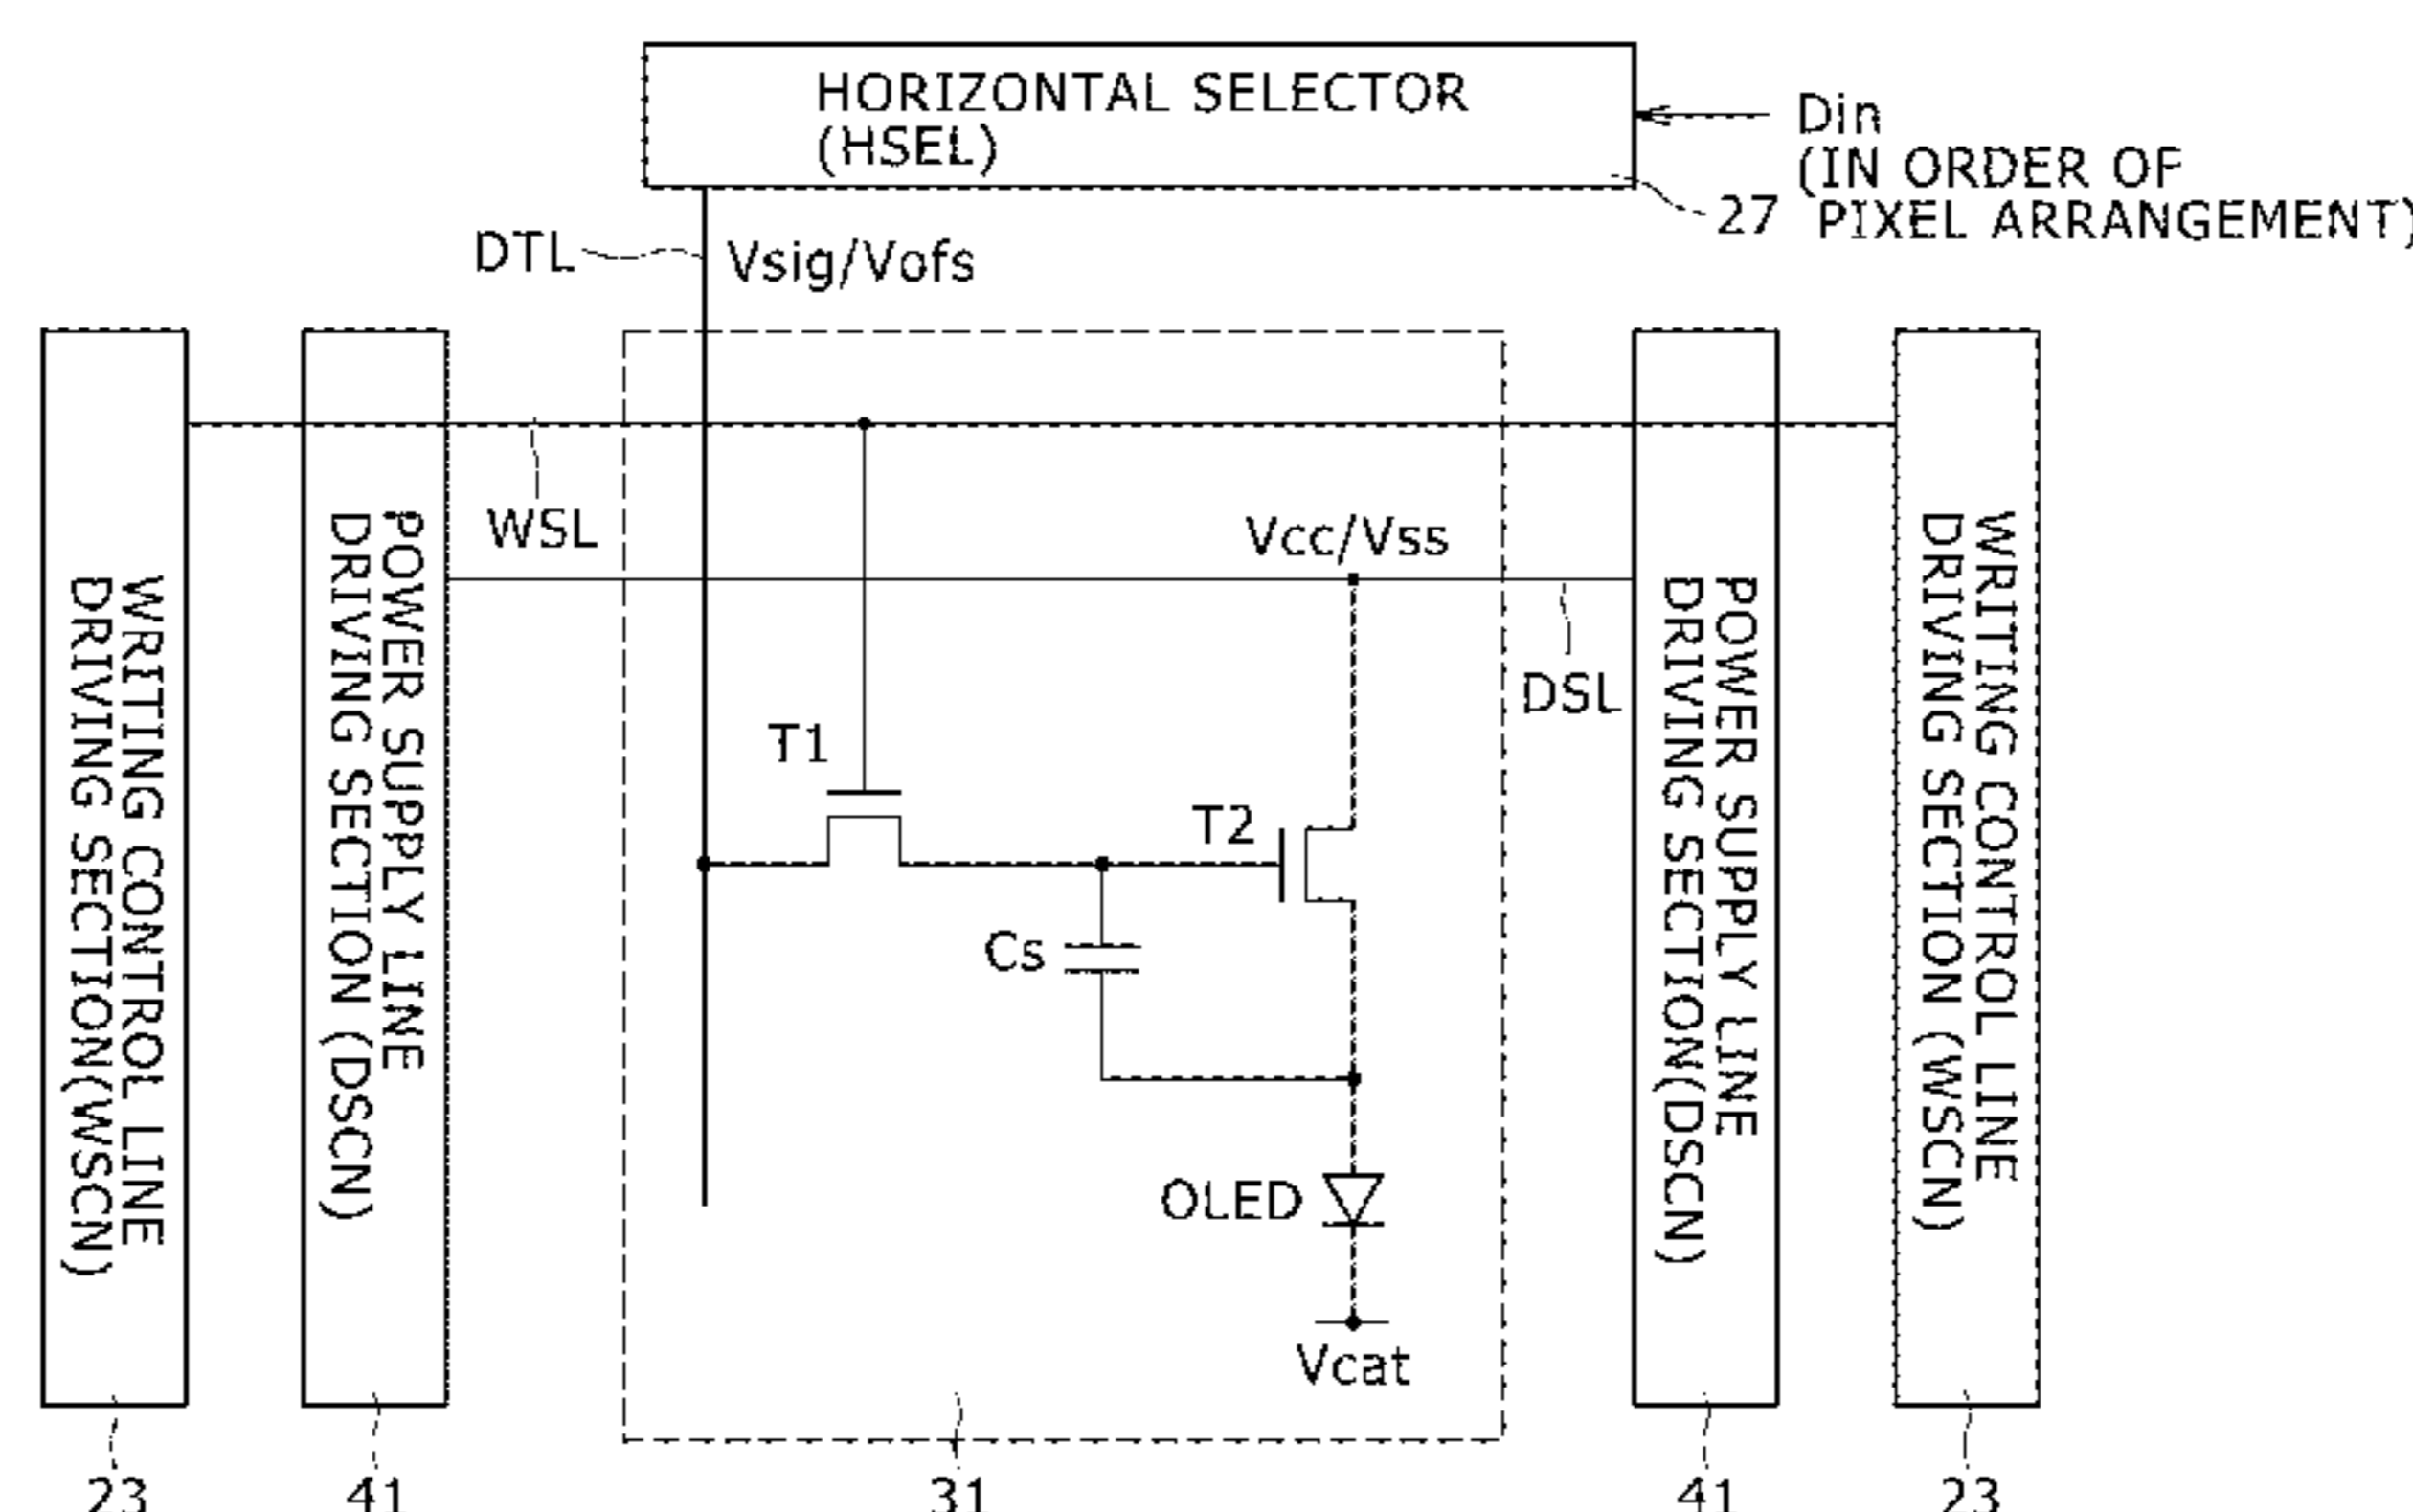 HORIZONTAL SELECTOR
(HSEL)
Din
(IN ORDER OF
PIXEL ARRANGEMENT)
27
DTL
Vsig/Vofs
WSL
Vcc/Vss
DSL
WRITING CONTROL LINE
DRIVING SECTION(WSCN)
POWER SUPPLY LINE
DRIVING SECTION (DSCN)
T1
T2
Cs
OLED
Vcat
POWER SUPPLY LINE
DRIVING SECTION(DSCN)
WRITING CONTROL LINE
DRIVING SECTION (WSCN)
23
41
31
41
23